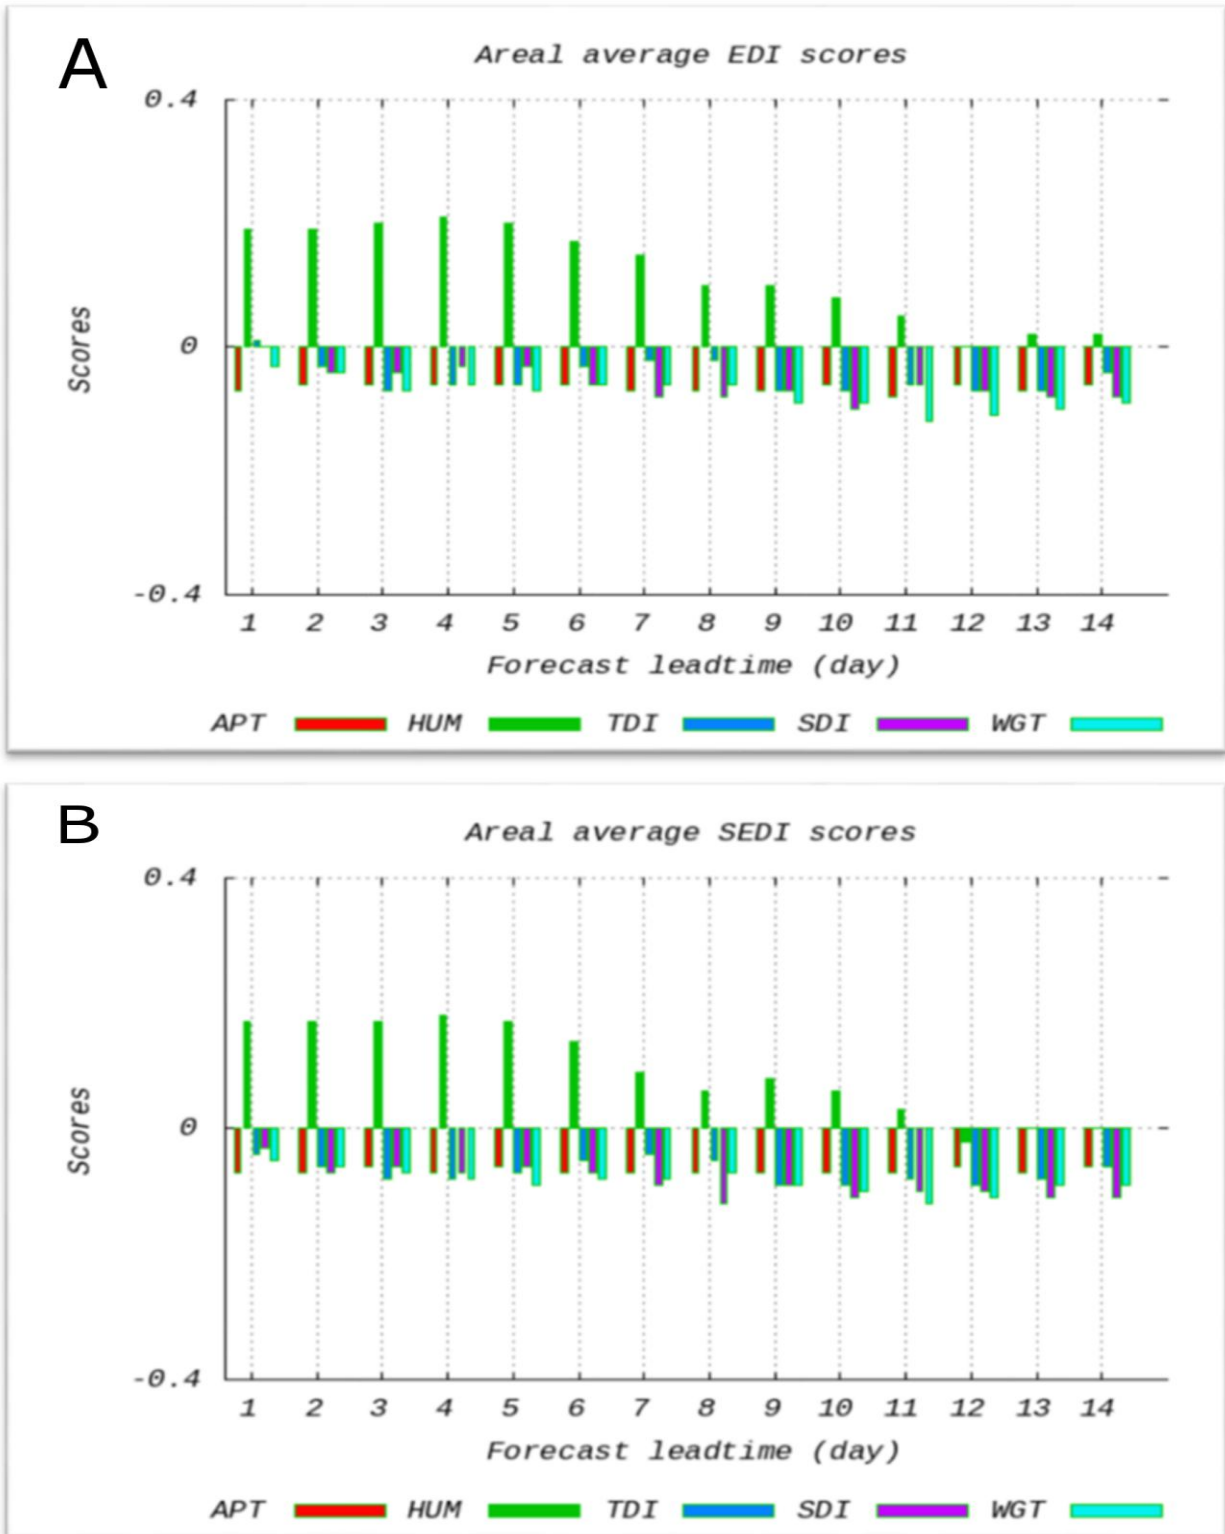 A
Areal average EDI scores
0.4
0
-0.4
Scores
1 2 3 4 5 6 7 8 9 10 11 12 13 14
Forecast leadtime (day)
APT HUM TDI SDI WGT
B
Areal average SEDI scores
0.4
0
-0.4
Scores
1 2 3 4 5 6 7 8 9 10 11 12 13 14
Forecast leadtime (day)
APT HUM TDI SDI WGT